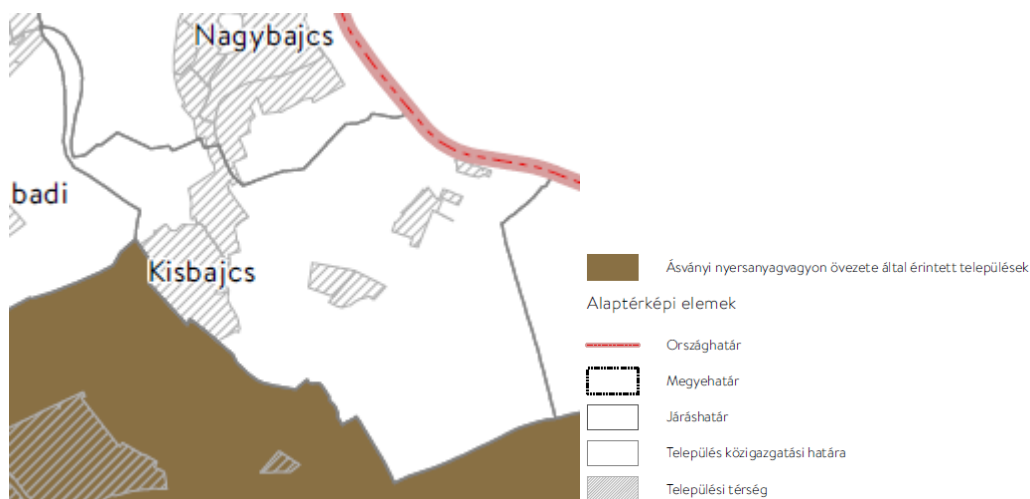 Nagybajcs
badi
Kisbajcs
Ásványi nyersanyagvagyon övezete által érintett települések
Alaptérképi elemek
Országhatár
Megyehatár
Járáshatár
Település közigazgatási határa
Települési térség